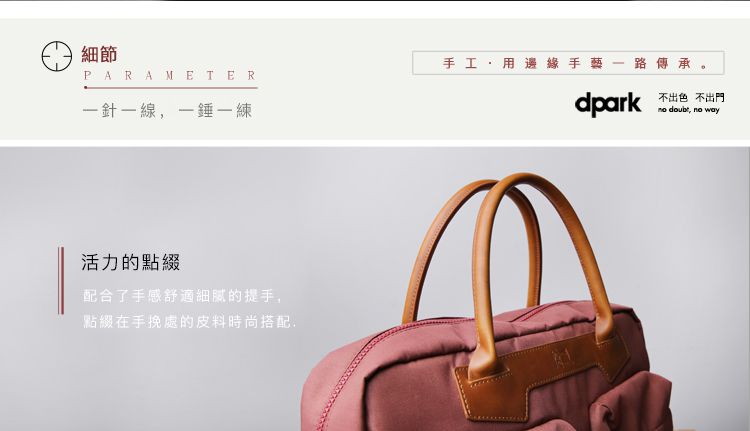 細節
PARAMETER
一針一線，一錘一練
手工·用邊緣手藝一路傳承。
dpark
不出色 不出門
no doubt, no way
活力的點綴
配合了手感舒適細膩的提手，
點綴在手挽處的皮料時尚搭配.